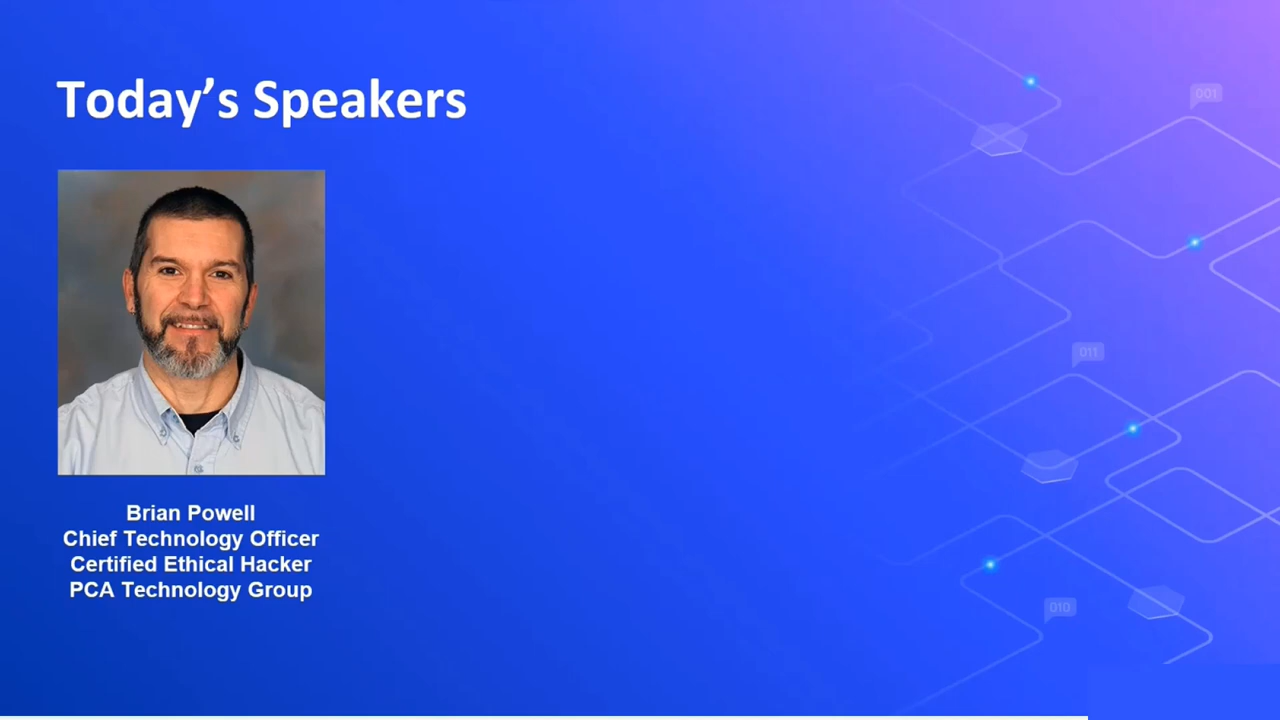 Today’s Speakers
001
011
Brian Powell
Chief Technology Officer
Certified Ethical Hacker
PCA Technology Group
010